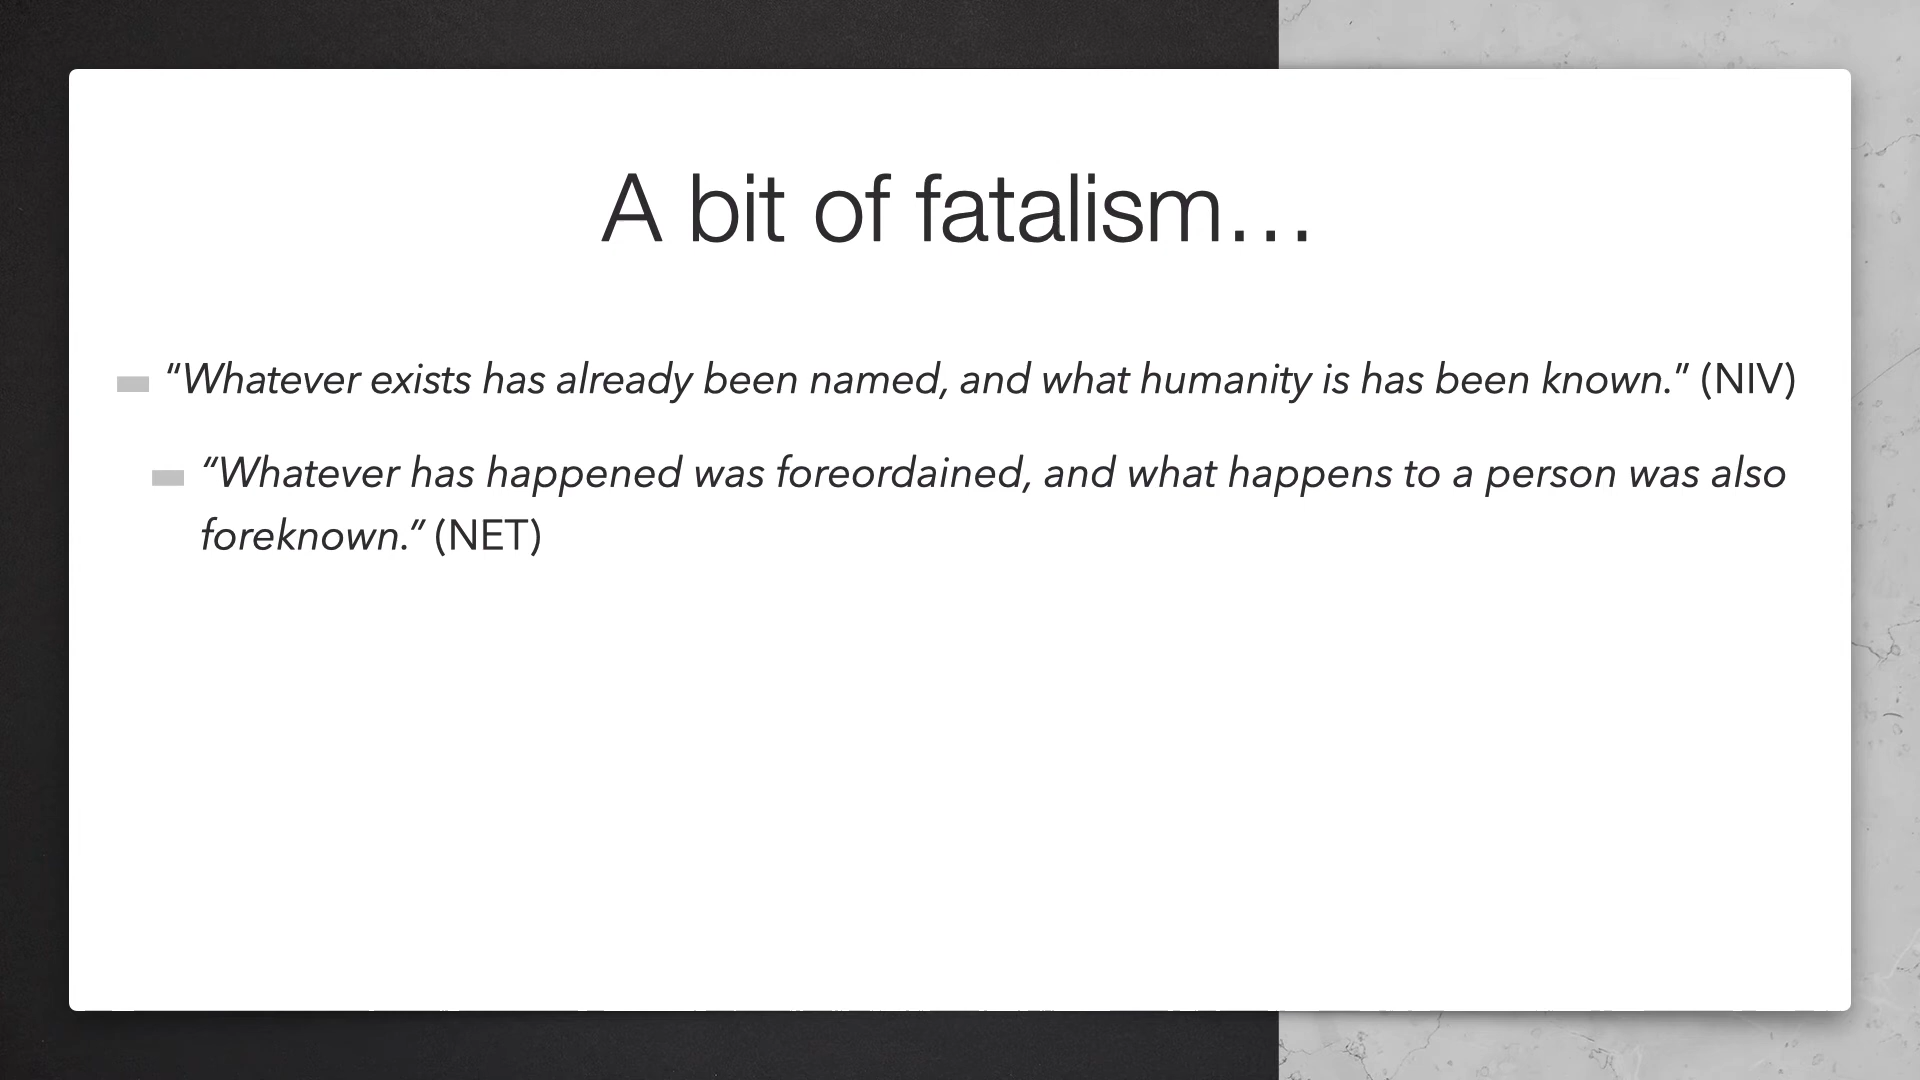 A bit of fatalism…
“Whatever exists has already been named, and what humanity is has been known.” (NIV)
“Whatever has happened was foreordained, and what happens to a person was also
foreknown.” (NET)